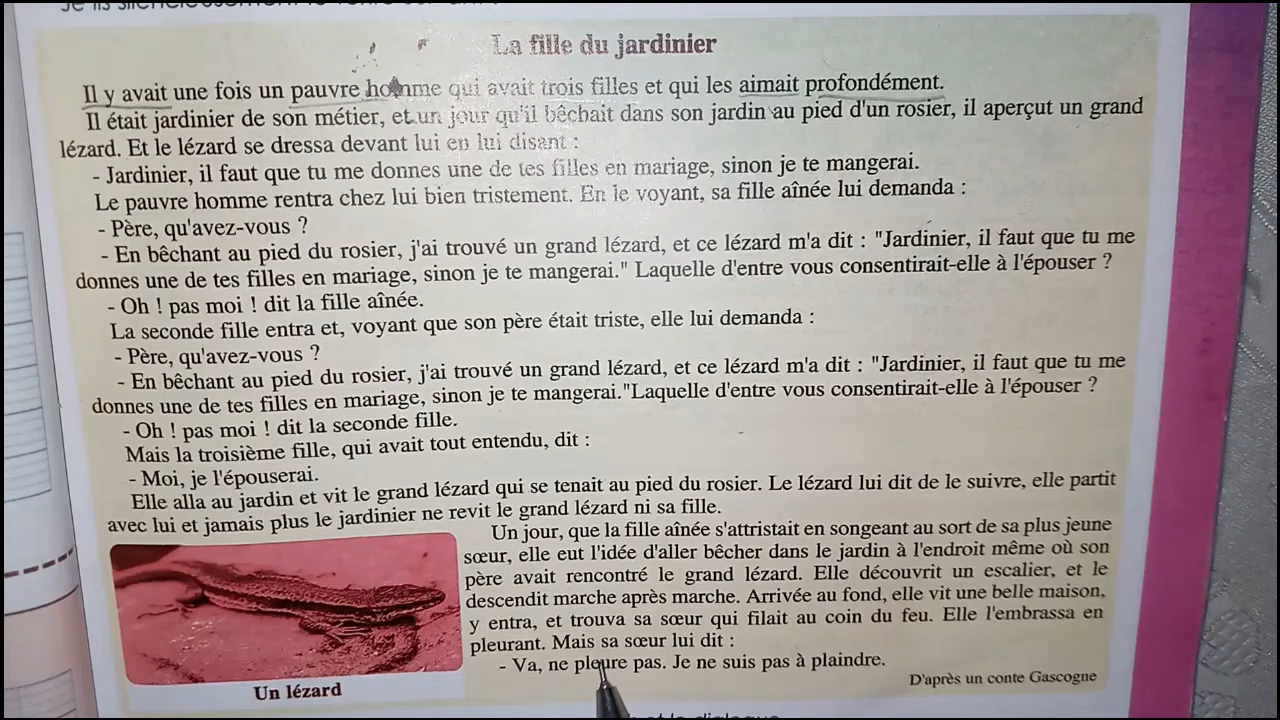 La fille du jardinier
Il y avait une fois un pauvre homme qui avait trois filles et qui les aimait profondément.
Il était jardinier de son métier, et un jour qu'il bêchait dans son jardin au pied d'un rosier, il aperçut un grand
lézard. Et le lézard se dressa devant lui en lui disant :
- Jardinier, il faut que tu me donnes une de tes filles en mariage, sinon je te mangerai.
Le pauvre homme rentra chez lui bien tristement. En le voyant, sa fille aînée lui demanda :
- Père, qu'avez-vous ?
- En bêchant au pied du rosier, j'ai trouvé un grand lézard, et ce lézard m'a dit : "Jardinier, il faut que tu me
donnes une de tes filles en mariage, sinon je te mangerai." Laquelle d'entre vous consentirait-elle à l'épouser ?
- Oh ! pas moi ! dit la fille aînée.
La seconde fille entra et, voyant que son père était triste, elle lui demanda :
- Père, qu'avez-vous ?
- En bêchant au pied du rosier, j'ai trouvé un grand lézard, et ce lézard m'a dit : "Jardinier, il faut que tu me
donnes une de tes filles en mariage, sinon je te mangerai."Laquelle d'entre vous consentirait-elle à l'épouser ?
- Oh ! pas moi ! dit la seconde fille.
Mais la troisième fille, qui avait tout entendu, dit :
- Moi, je l'épouserai.
Elle alla au jardin et vit le grand lézard qui se tenait au pied du rosier. Le lézard lui dit de le suivre, elle partit
avec lui et jamais plus le jardinier ne revit le grand lézard ni sa fille.
Un jour, que la fille aînée s'attristait en songeant au sort de sa plus jeune
sœur, elle eut l'idée d'aller bêcher dans le jardin à l'endroit même où son
père avait rencontré le grand lézard. Elle découvrit un escalier, et le
descendit marche après marche. Arrivée au fond, elle vit une belle maison,
y entra, et trouva sa sœur qui filait au coin du feu. Elle l'embrassa en
pleurant. Mais sa sœur lui dit :
- Va, ne pleure pas. Je ne suis pas à plaindre.
D'après un conte Gascogne
Un lézard